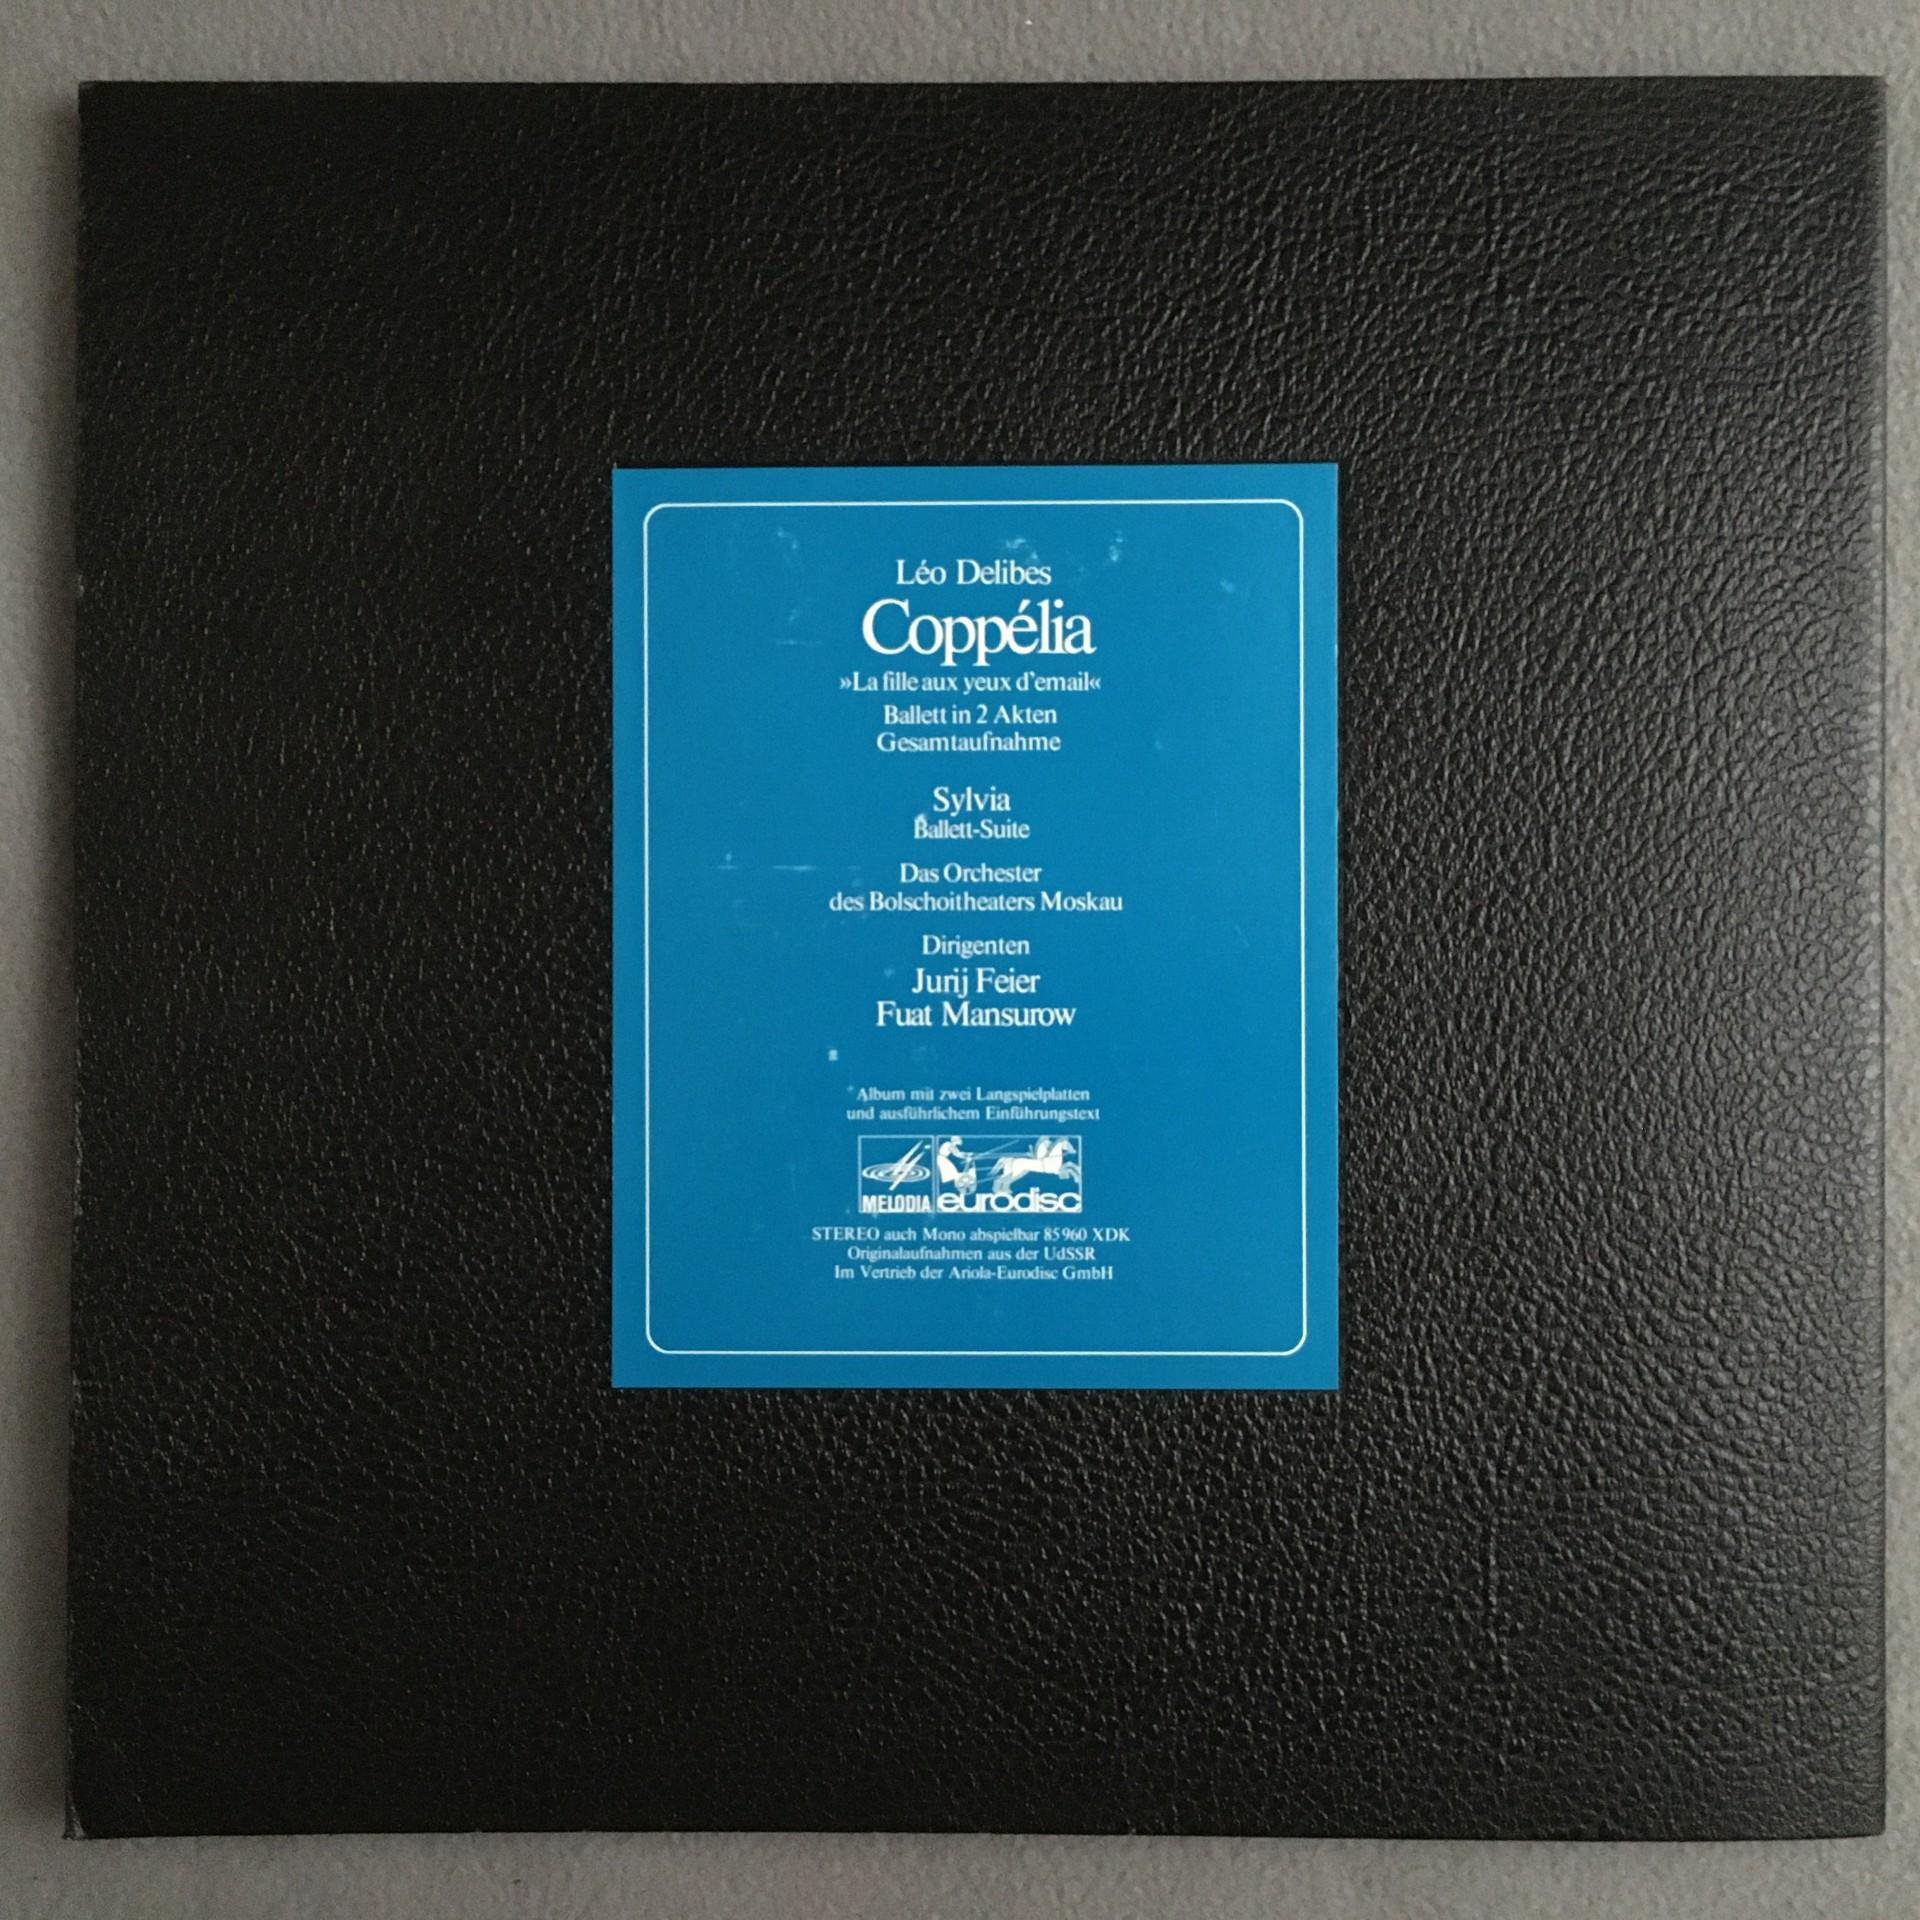 Léo Delibes
Coppélia
»La fille aux yeux d'email«
Ballett in 2 Akten
Gesamtaufnahme
Sylvia
Ballett-Suite
Das Orchester
des Bolschoitheaters Moskau
Dirigenten
Jurij Feier
Fuat Mansurow
Album mit zwei Langspielplatten
und ausführlichem Einführungstext
MELODIA eurodisc
STEREO auch Mono abspielbar 85960 XDK
Originalaufnahmen aus der UdSSR
Im Vertrieb der Ariola-Eurodisc GmbH